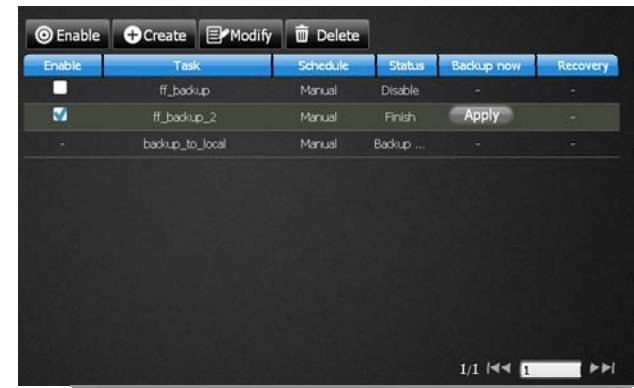 Enable Create Modify Delete
Enable Task Schedule Status Backup now Recovery
ff_backup Manual Disable - -
ff_backup_2 Manual Finish Apply -
- backup_to_local Manual Backup ... - -
1/1 1